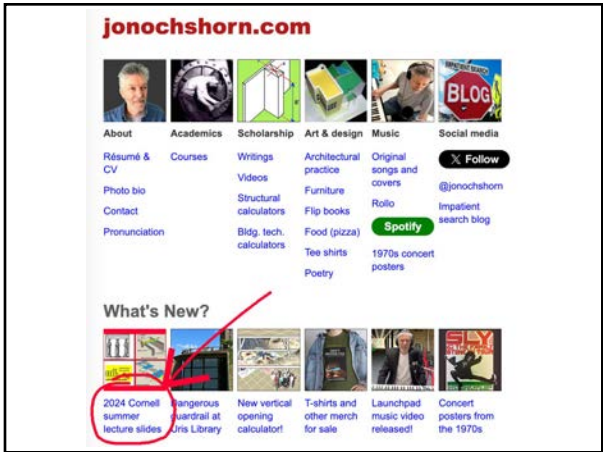 jonochshorn.com
IMPATIENT SEARCH
BLOG
About
Résumé &
CV
Photo bio
Contact
Pronunciation
Academics
Courses
Scholarship
Writings
Videos
Structural
calculators
Bldg. tech.
calculators
Art & design
Architectural
practice
Furniture
Flip books
Food (pizza)
Tee shirts
Poetry
Music
Original
songs and
covers
Rollo
Spotify
1970s concert
posters
Social media
X Follow
@jonochshorn
Impatient
search blog
What's New?
SLY
2024 Cornell
summer
lecture slides
Dangerous
guardrail at
Uris Library
New vertical
opening
calculator!
T-shirts and
other merch
for sale
Launchpad
music video
released!
Concert
posters from
the 1970s